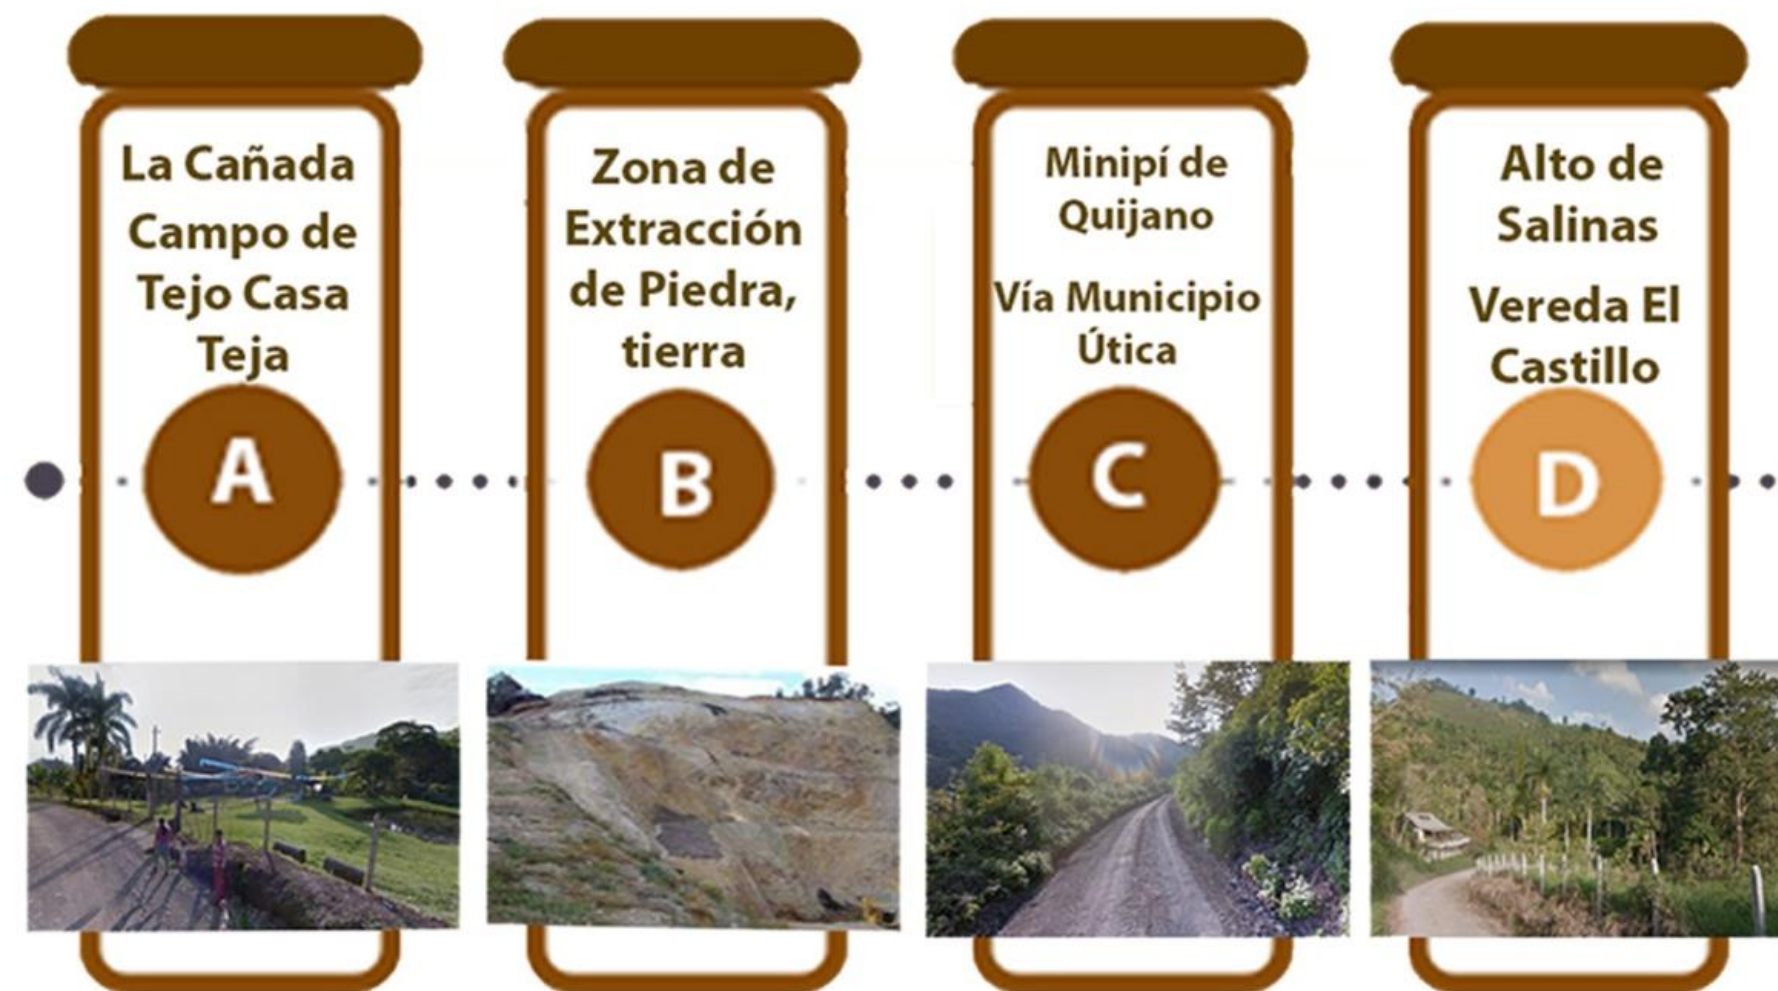 La Cañada
Campo de
Tejo Casa
Teja
A
Zona de
Extracción
de Piedra,
tierra
B
Minipí de
Quijano
Vía Municipio
Útica
C
Alto de
Salinas
Vereda El
Castillo
D